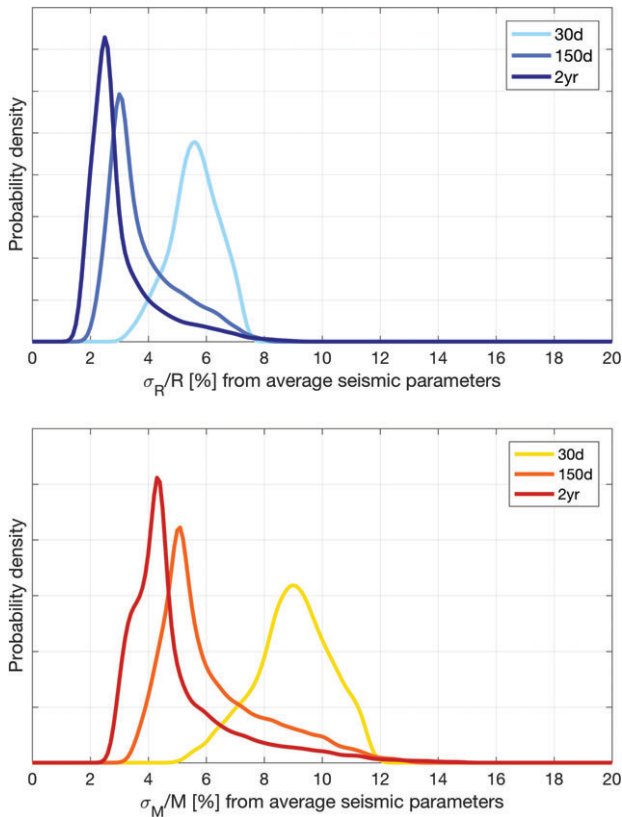 Probability density
30d
150d
2yr
0 2 4 6 8 10 12 14 16 18 20
σ_R/R [%] from average seismic parameters
Probability density
30d
150d
2yr
0 2 4 6 8 10 12 14 16 18 20
σ_M/M [%] from average seismic parameters